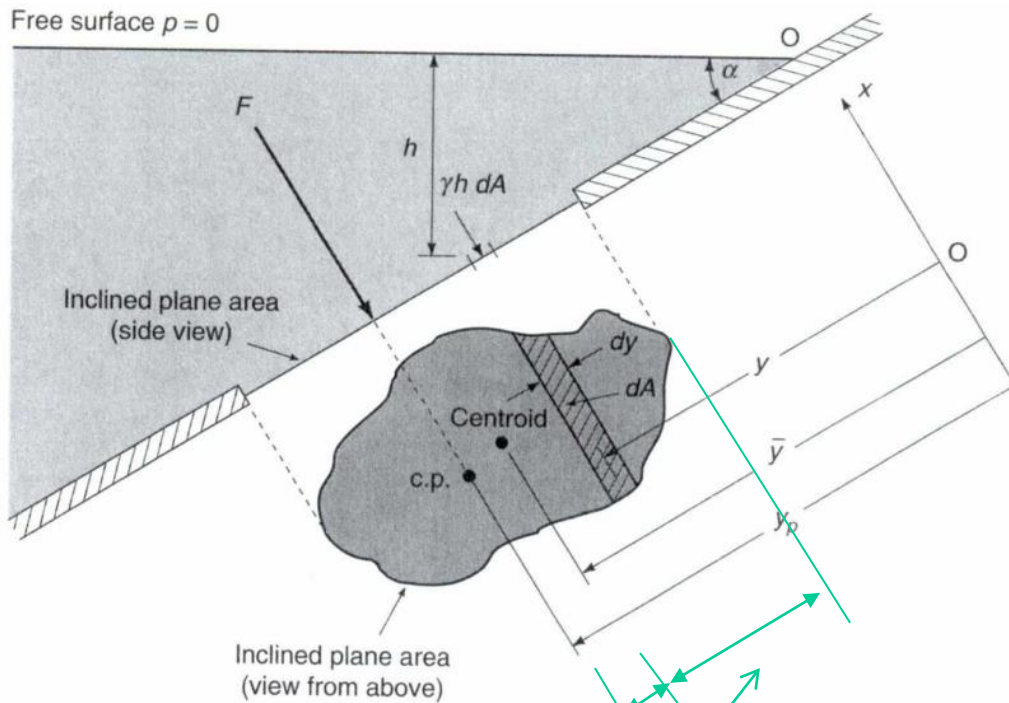 Free surface p = 0
O
α
x
F
h
γh dA
O
Inclined plane area
(side view)
dy
y
dA
Centroid
ȳ
c.p.
y_p
Inclined plane area
(view from above)